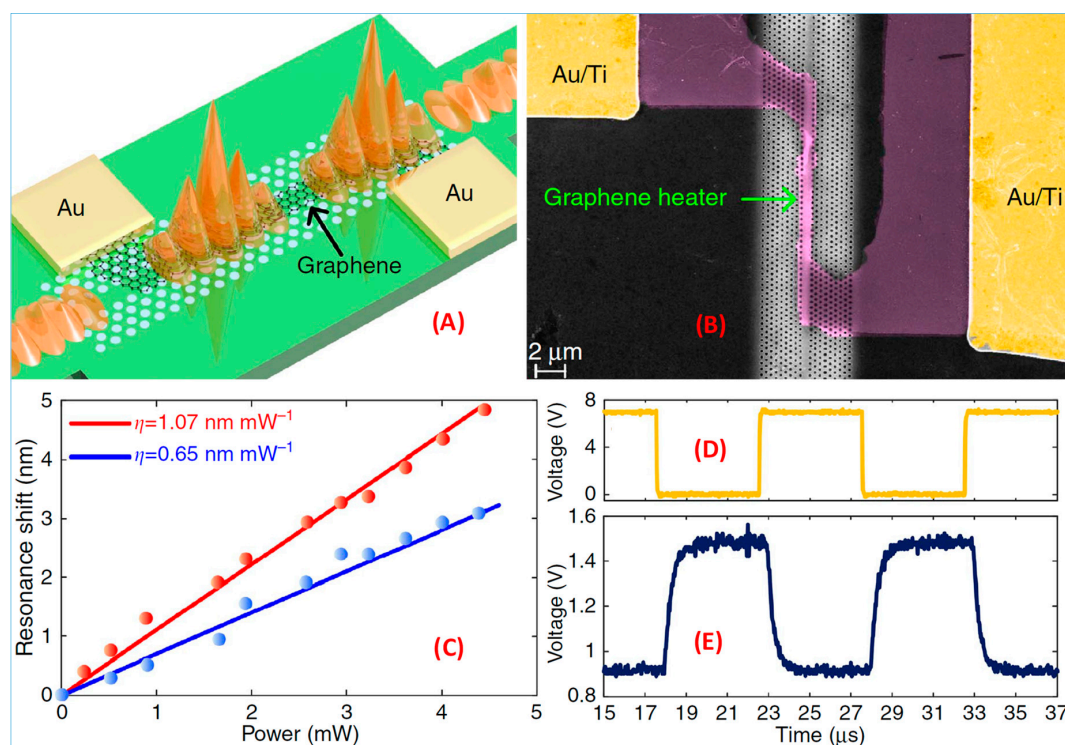 Au
Au
Graphene
(A)
Au/Ti
Graphene heater
Au/Ti
(B)
2 μm
5
4
3
2
1
0
Resonance shift (nm)
η=1.07 nm mW⁻¹
η=0.65 nm mW⁻¹
(C)
0 1 2 3 4 5
Power (mW)
8
0
Voltage (V)
(D)
1.6
1.4
1.2
1
0.8
Voltage (V)
(E)
15 19 21 23 25 27 29 31 33 35 37
Time (μs)